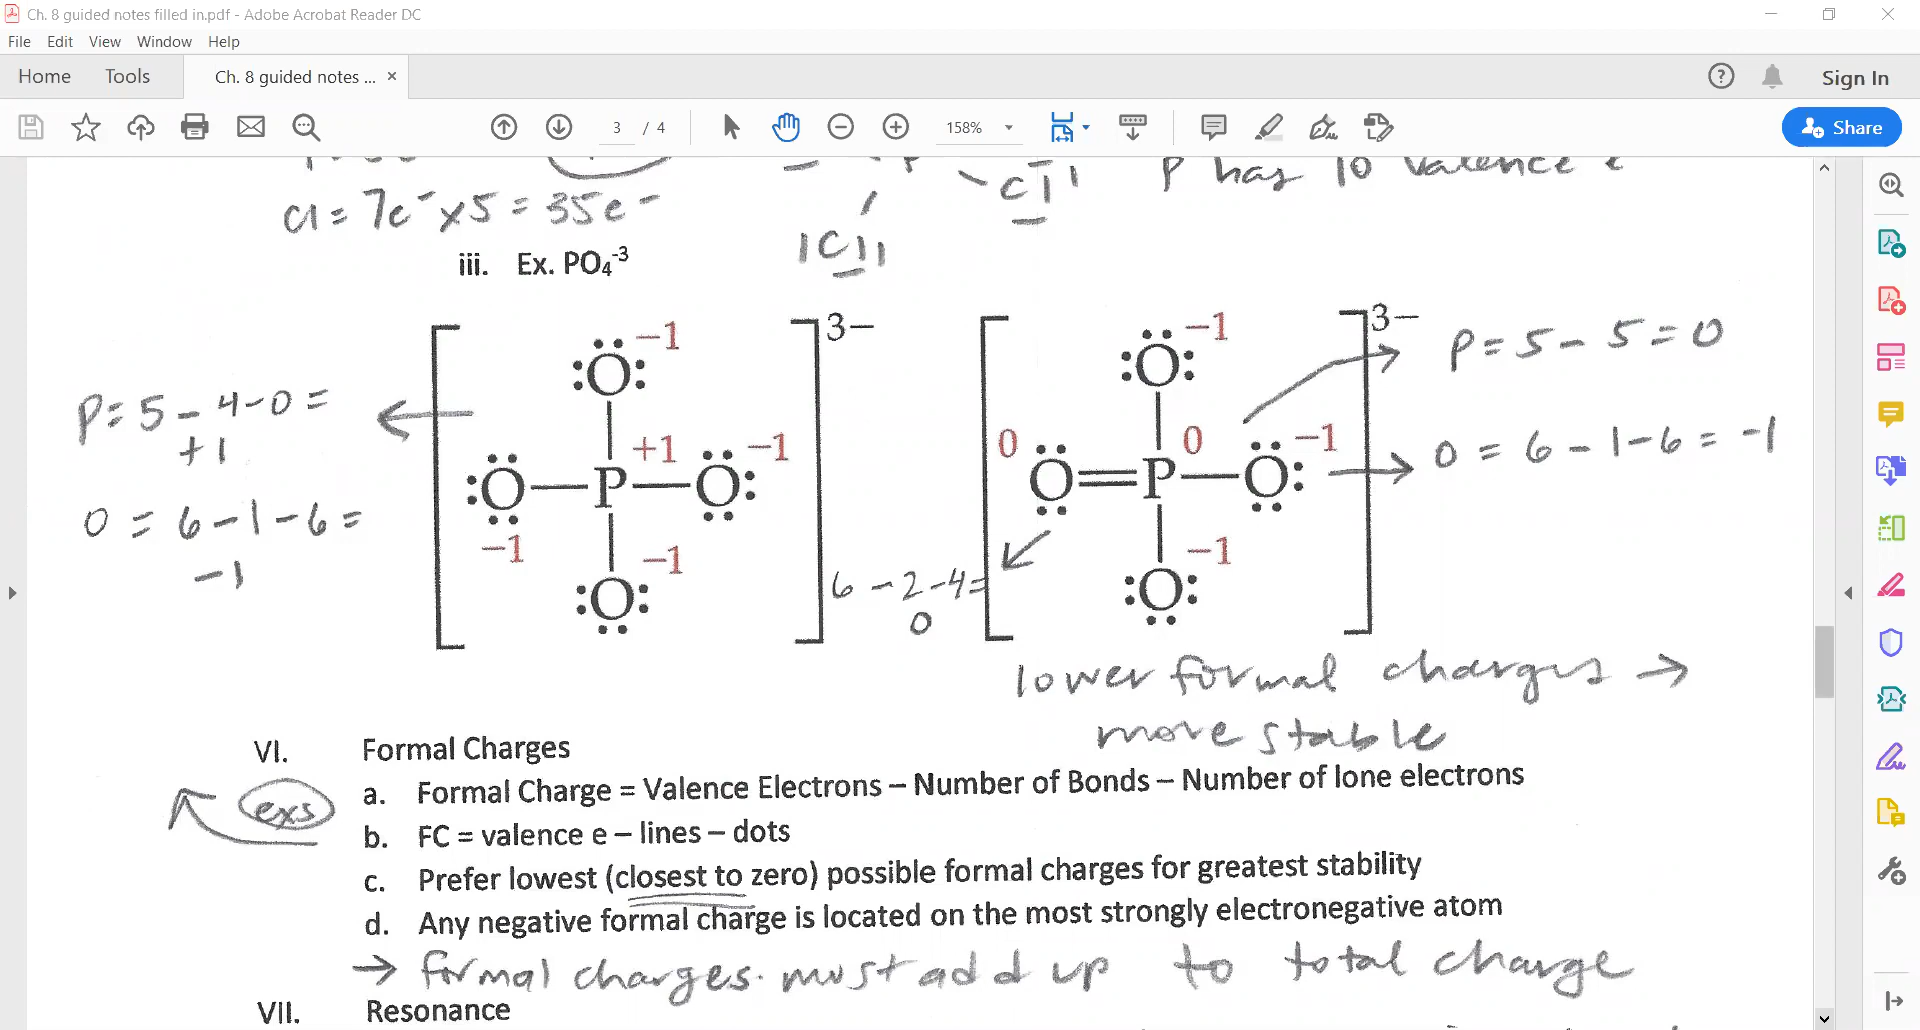 Ch. 8 guided notes filled in.pdf - Adobe Acrobat Reader DC
File Edit View Window Help
Home Tools Ch. 8 guided notes ... × Sign In
3 / 4 158% Share
P has 10 valence e
Cl = 7e⁻ x5 = 35e⁻
Cl
Cl
iii. Ex. PO₄⁻³
3− 3−
−1 −1
O O
P = 5 − 5 = 0
P = 5 − 4 − 0 =
+1
+1 −1 0 0 −1
O = 6 − 1 − 6 = −1
O P O O P O
O = 6 − 1 − 6 =
−1
−1 −1 −1
6 − 2 − 4 =
0
O O
lower formal charges →
more stable
VI. Formal Charges
exs
a. Formal Charge = Valence Electrons – Number of Bonds – Number of lone electrons
b. FC = valence e – lines – dots
c. Prefer lowest (closest to zero) possible formal charges for greatest stability
d. Any negative formal charge is located on the most strongly electronegative atom
→ formal charges must add up to total charge
VII. Resonance